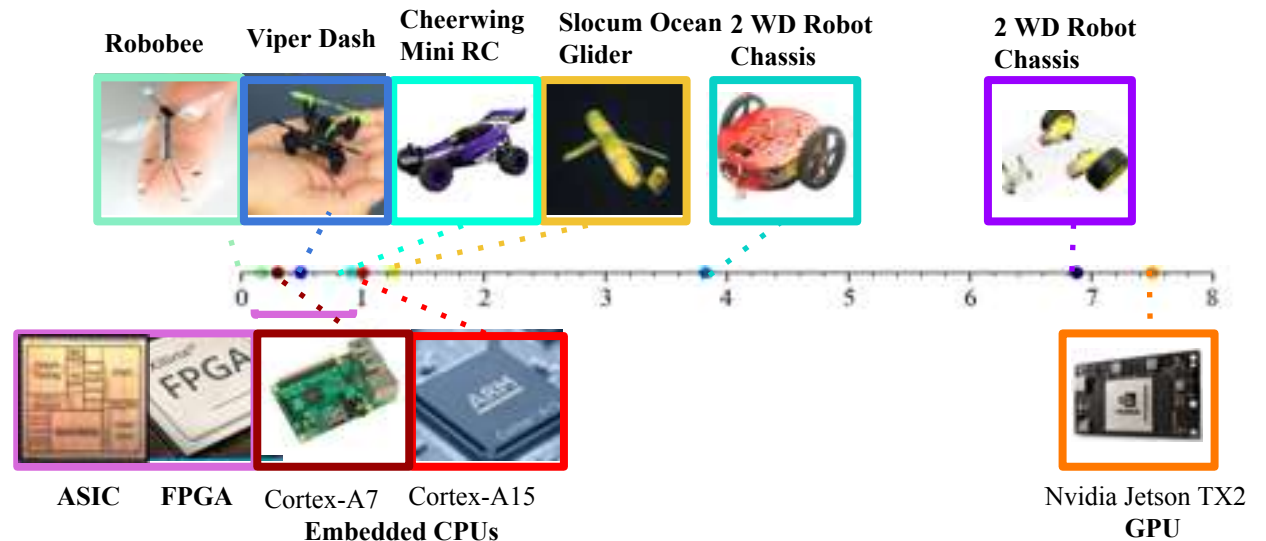 Robobee
Viper Dash
Cheerwing
Mini RC
Slocum Ocean
Glider
2 WD Robot
Chassis
2 WD Robot
Chassis
0 1 2 3 4 5 6 7 8
FPGA
ARM
ASIC
FPGA
Cortex-A7
Cortex-A15
Embedded CPUs
Nvidia Jetson TX2
GPU